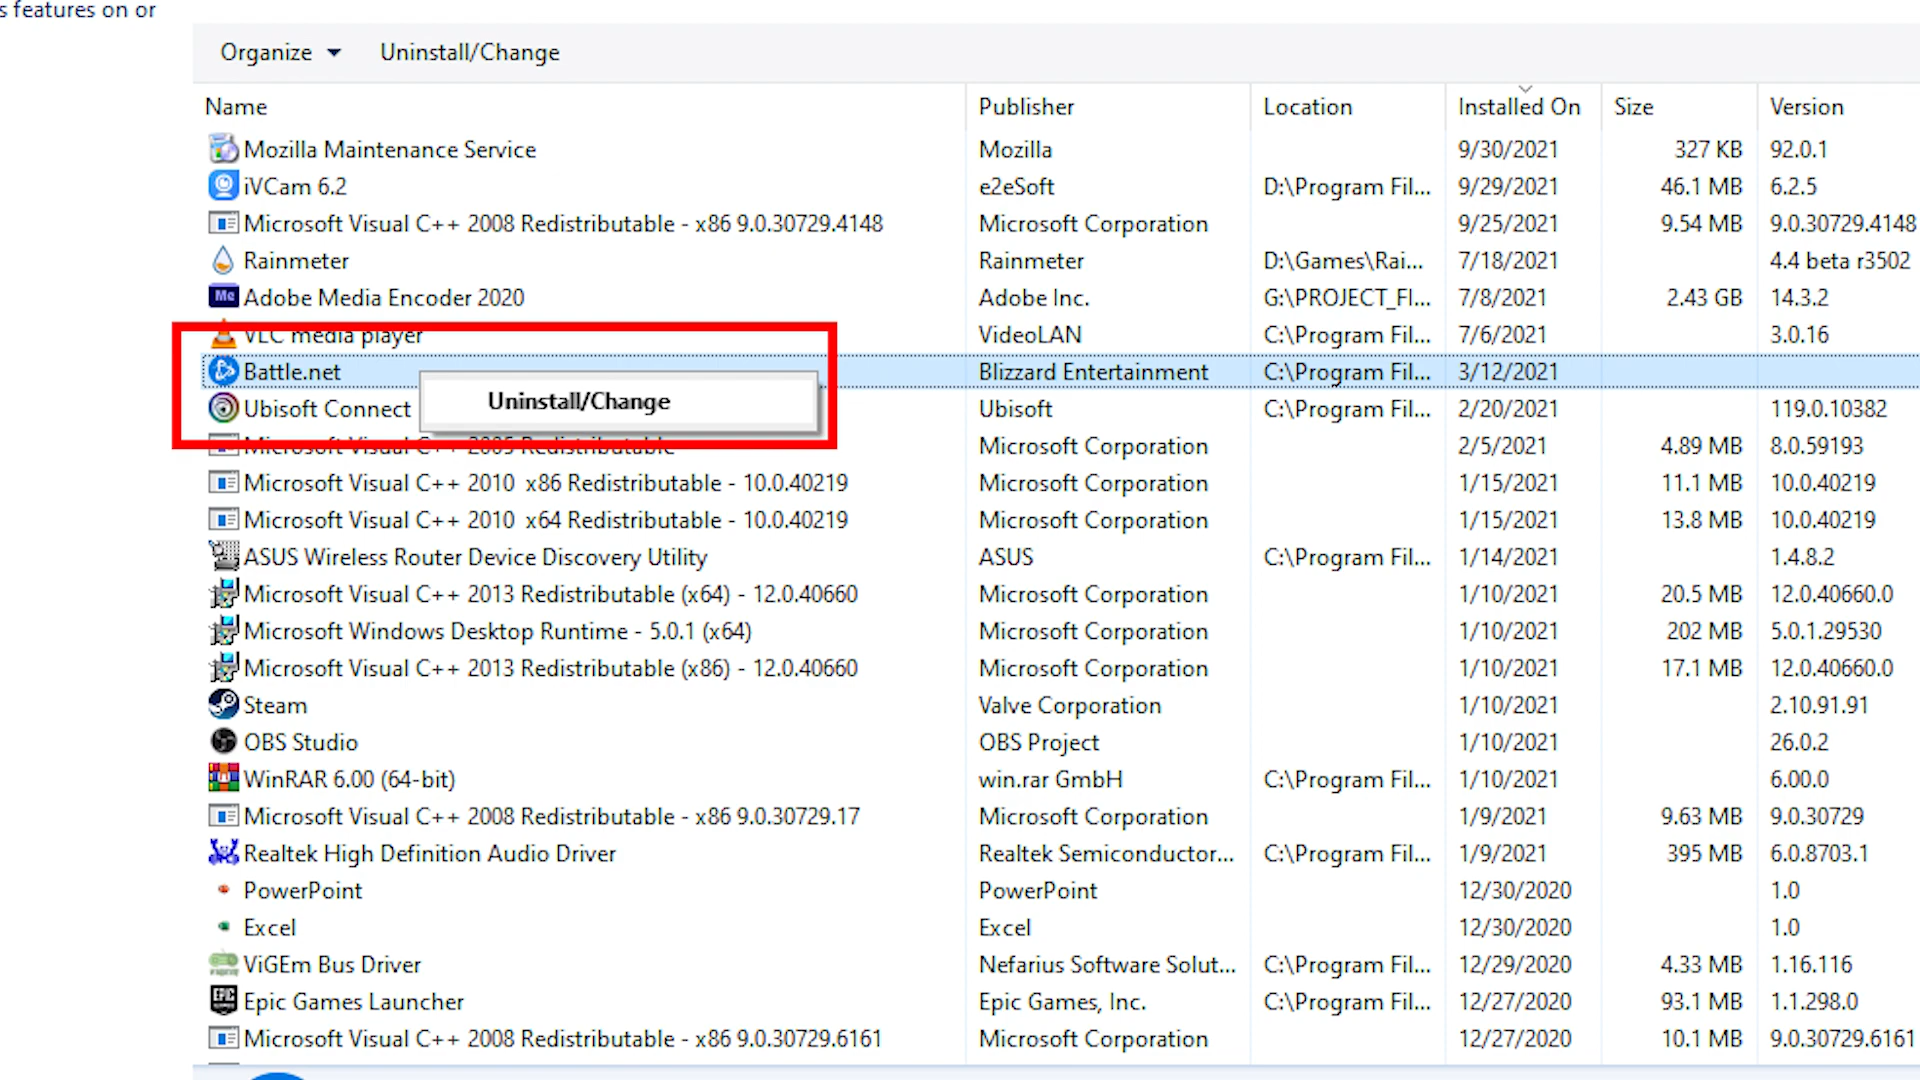 s features on or
Organize Uninstall/Change
Name Publisher Location Installed On Size Version
Mozilla Maintenance Service Mozilla 9/30/2021 327 KB 92.0.1
iVCam 6.2 e2eSoft D:\Program Fil... 9/29/2021 46.1 MB 6.2.5
Microsoft Visual C++ 2008 Redistributable - x86 9.0.30729.4148 Microsoft Corporation 9/25/2021 9.54 MB 9.0.30729.4148
Rainmeter Rainmeter D:\Games\Rai... 7/18/2021 4.4 beta r3502
Me Adobe Media Encoder 2020 Adobe Inc. G:\PROJECT_FI... 7/8/2021 2.43 GB 14.3.2
VLC media player VideoLAN C:\Program Fil... 7/6/2021 3.0.16
Battle.net Blizzard Entertainment C:\Program Fil... 3/12/2021
Uninstall/Change
Ubisoft Connect Ubisoft C:\Program Fil... 2/20/2021 119.0.10382
Microsoft Visual C++ 2005 Redistributable Microsoft Corporation 2/5/2021 4.89 MB 8.0.59193
Microsoft Visual C++ 2010 x86 Redistributable - 10.0.40219 Microsoft Corporation 1/15/2021 11.1 MB 10.0.40219
Microsoft Visual C++ 2010 x64 Redistributable - 10.0.40219 Microsoft Corporation 1/15/2021 13.8 MB 10.0.40219
ASUS Wireless Router Device Discovery Utility ASUS C:\Program Fil... 1/14/2021 1.4.8.2
Microsoft Visual C++ 2013 Redistributable (x64) - 12.0.40660 Microsoft Corporation 1/10/2021 20.5 MB 12.0.40660.0
Microsoft Windows Desktop Runtime - 5.0.1 (x64) Microsoft Corporation 1/10/2021 202 MB 5.0.1.29530
Microsoft Visual C++ 2013 Redistributable (x86) - 12.0.40660 Microsoft Corporation 1/10/2021 17.1 MB 12.0.40660.0
Steam Valve Corporation 1/10/2021 2.10.91.91
OBS Studio OBS Project 1/10/2021 26.0.2
WinRAR 6.00 (64-bit) win.rar GmbH C:\Program Fil... 1/10/2021 6.00.0
Microsoft Visual C++ 2008 Redistributable - x86 9.0.30729.17 Microsoft Corporation 1/9/2021 9.63 MB 9.0.30729
Realtek High Definition Audio Driver Realtek Semiconductor... C:\Program Fil... 1/9/2021 395 MB 6.0.8703.1
PowerPoint PowerPoint 12/30/2020 1.0
Excel Excel 12/30/2020 1.0
ViGEm Bus Driver Nefarius Software Solut... C:\Program Fil... 12/29/2020 4.33 MB 1.16.116
EPIC Epic Games Launcher Epic Games, Inc. C:\Program Fil... 12/27/2020 93.1 MB 1.1.298.0
Microsoft Visual C++ 2008 Redistributable - x86 9.0.30729.6161 Microsoft Corporation 12/27/2020 10.1 MB 9.0.30729.6161